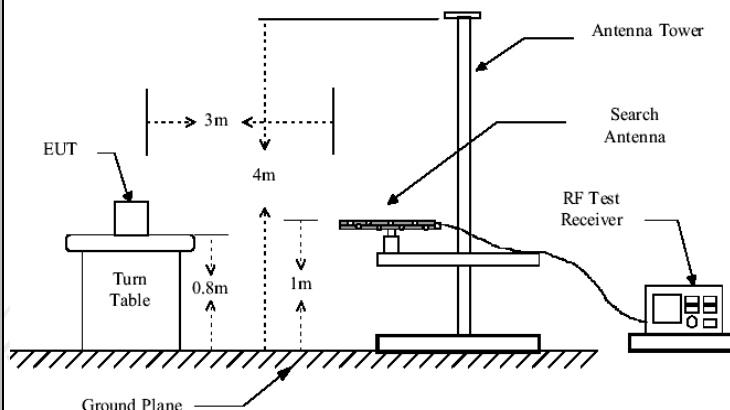 Antenna Tower
3m
Search
Antenna
EUT
4m
RF Test
Receiver
Turn
Table
0.8m
1m
Ground Plane